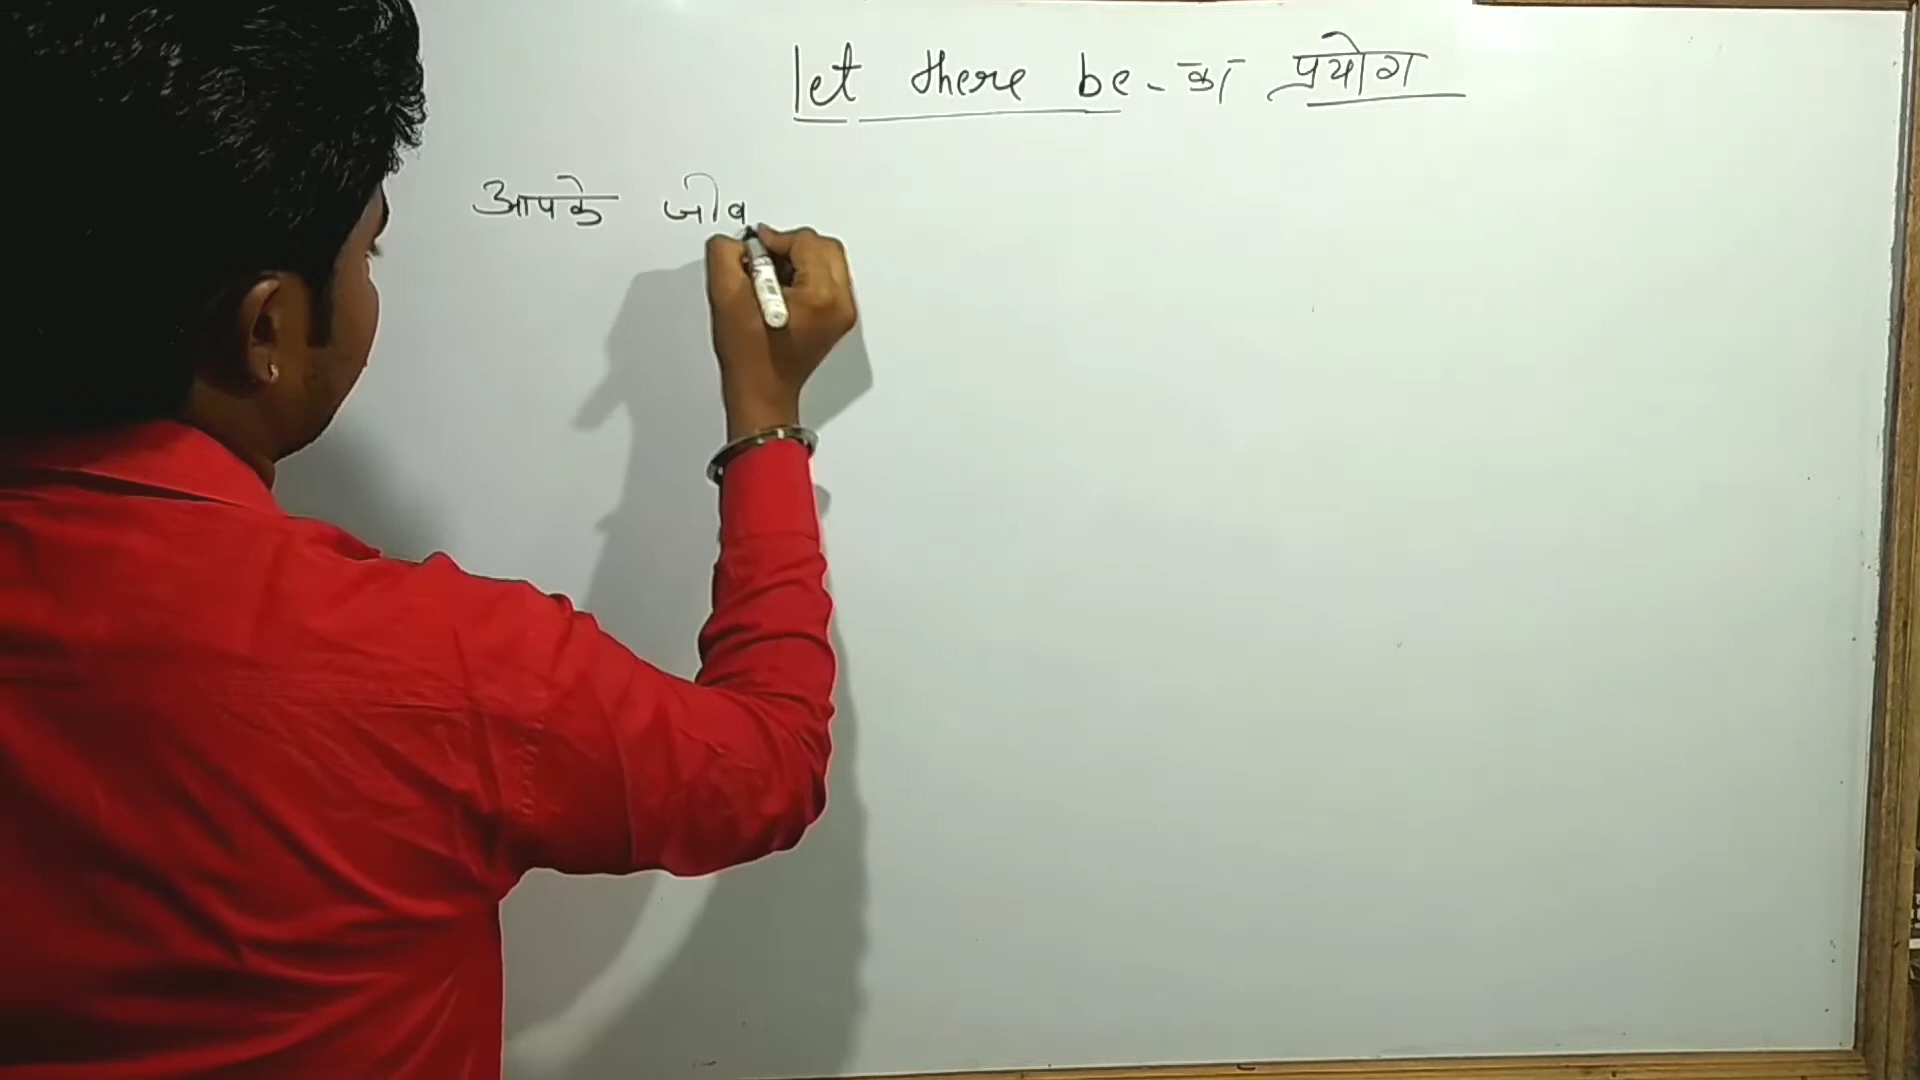 let there be - का प्रयोग
आपके जीव